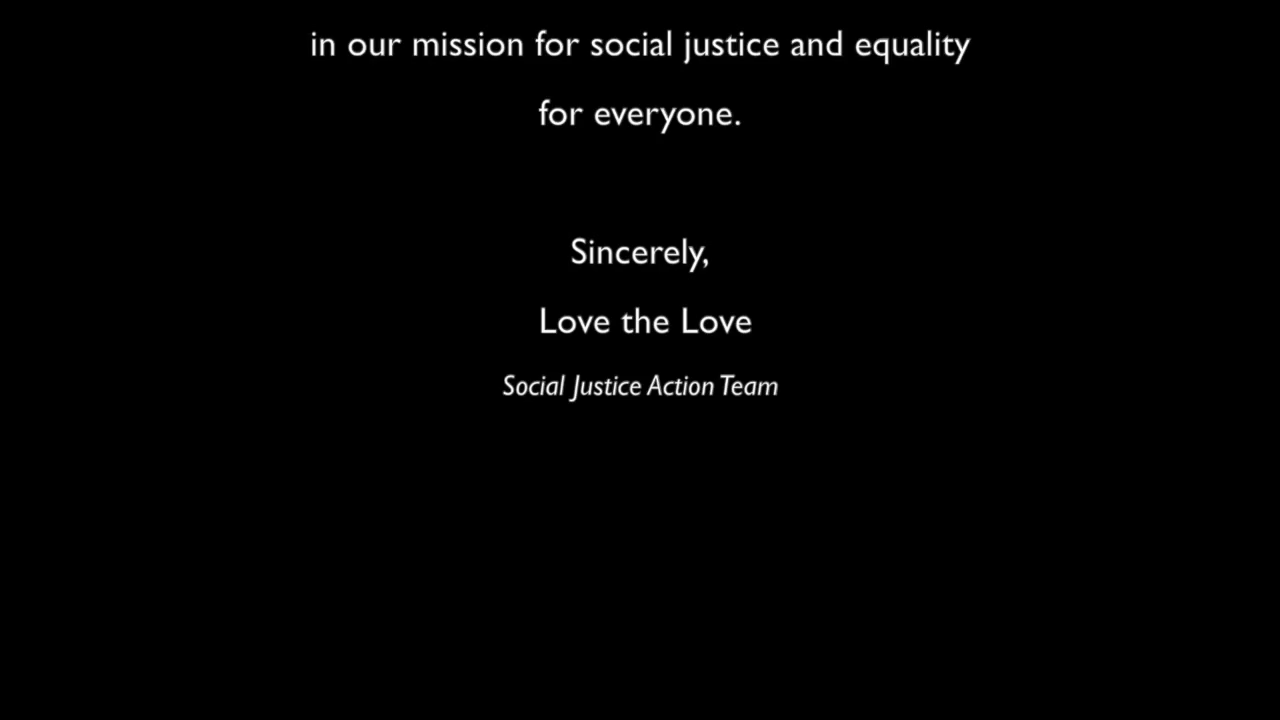 in our mission for social justice and equality
for everyone.
Sincerely,
Love the Love
Social Justice Action Team